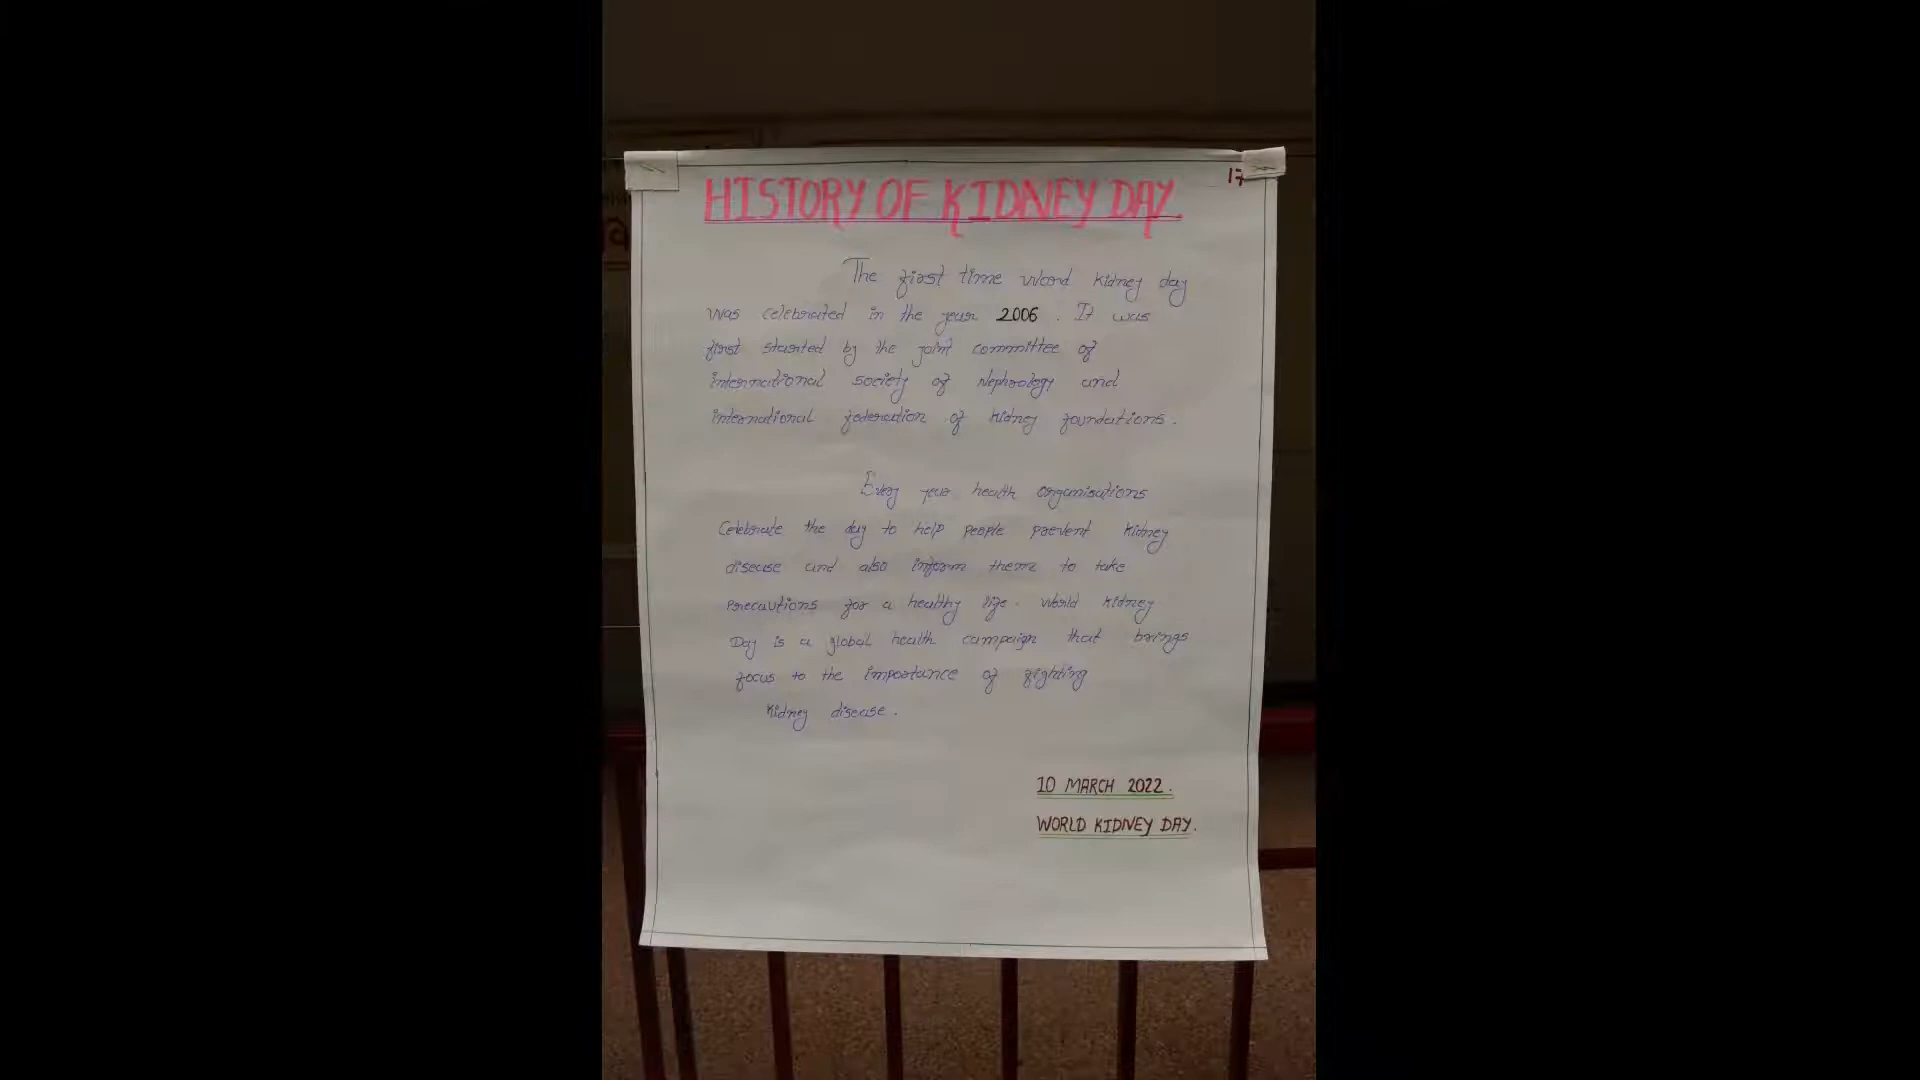 17
HISTORY OF KIDNEY DAY.
The first time Word kidney day
was celebrated in the year 2006. It was
first started by the joint committee of
international society of Nephrology and
international federation of kidney foundations.
Every year health organisations
Celebrate the day to help people prevent kidney
disease and also inform them to take
precautions for a healthy life. World kidney
Day is a global health campaign that brings
focus to the importance of fighting
kidney disease.
10 MARCH 2022.
WORLD KIDNEY DAY.